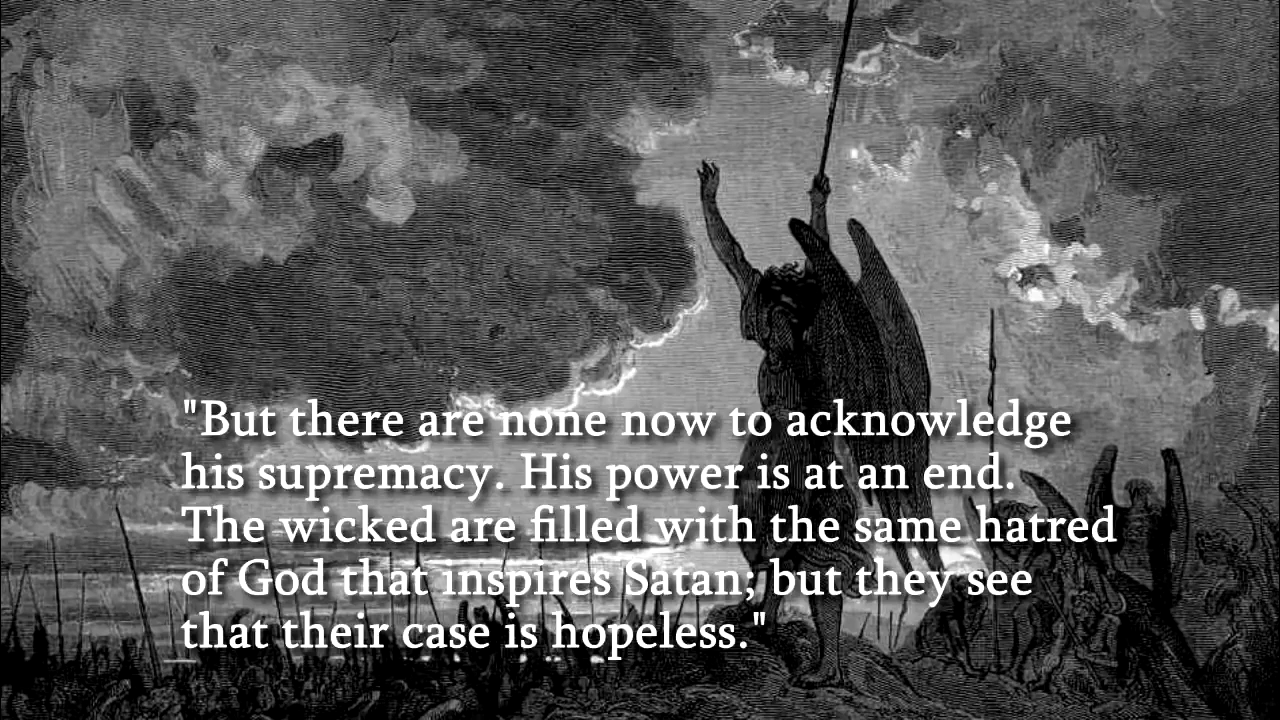 "But there are none now to acknowledge
his supremacy. His power is at an end.
The wicked are filled with the same hatred
of God that inspires Satan; but they see
that their case is hopeless."